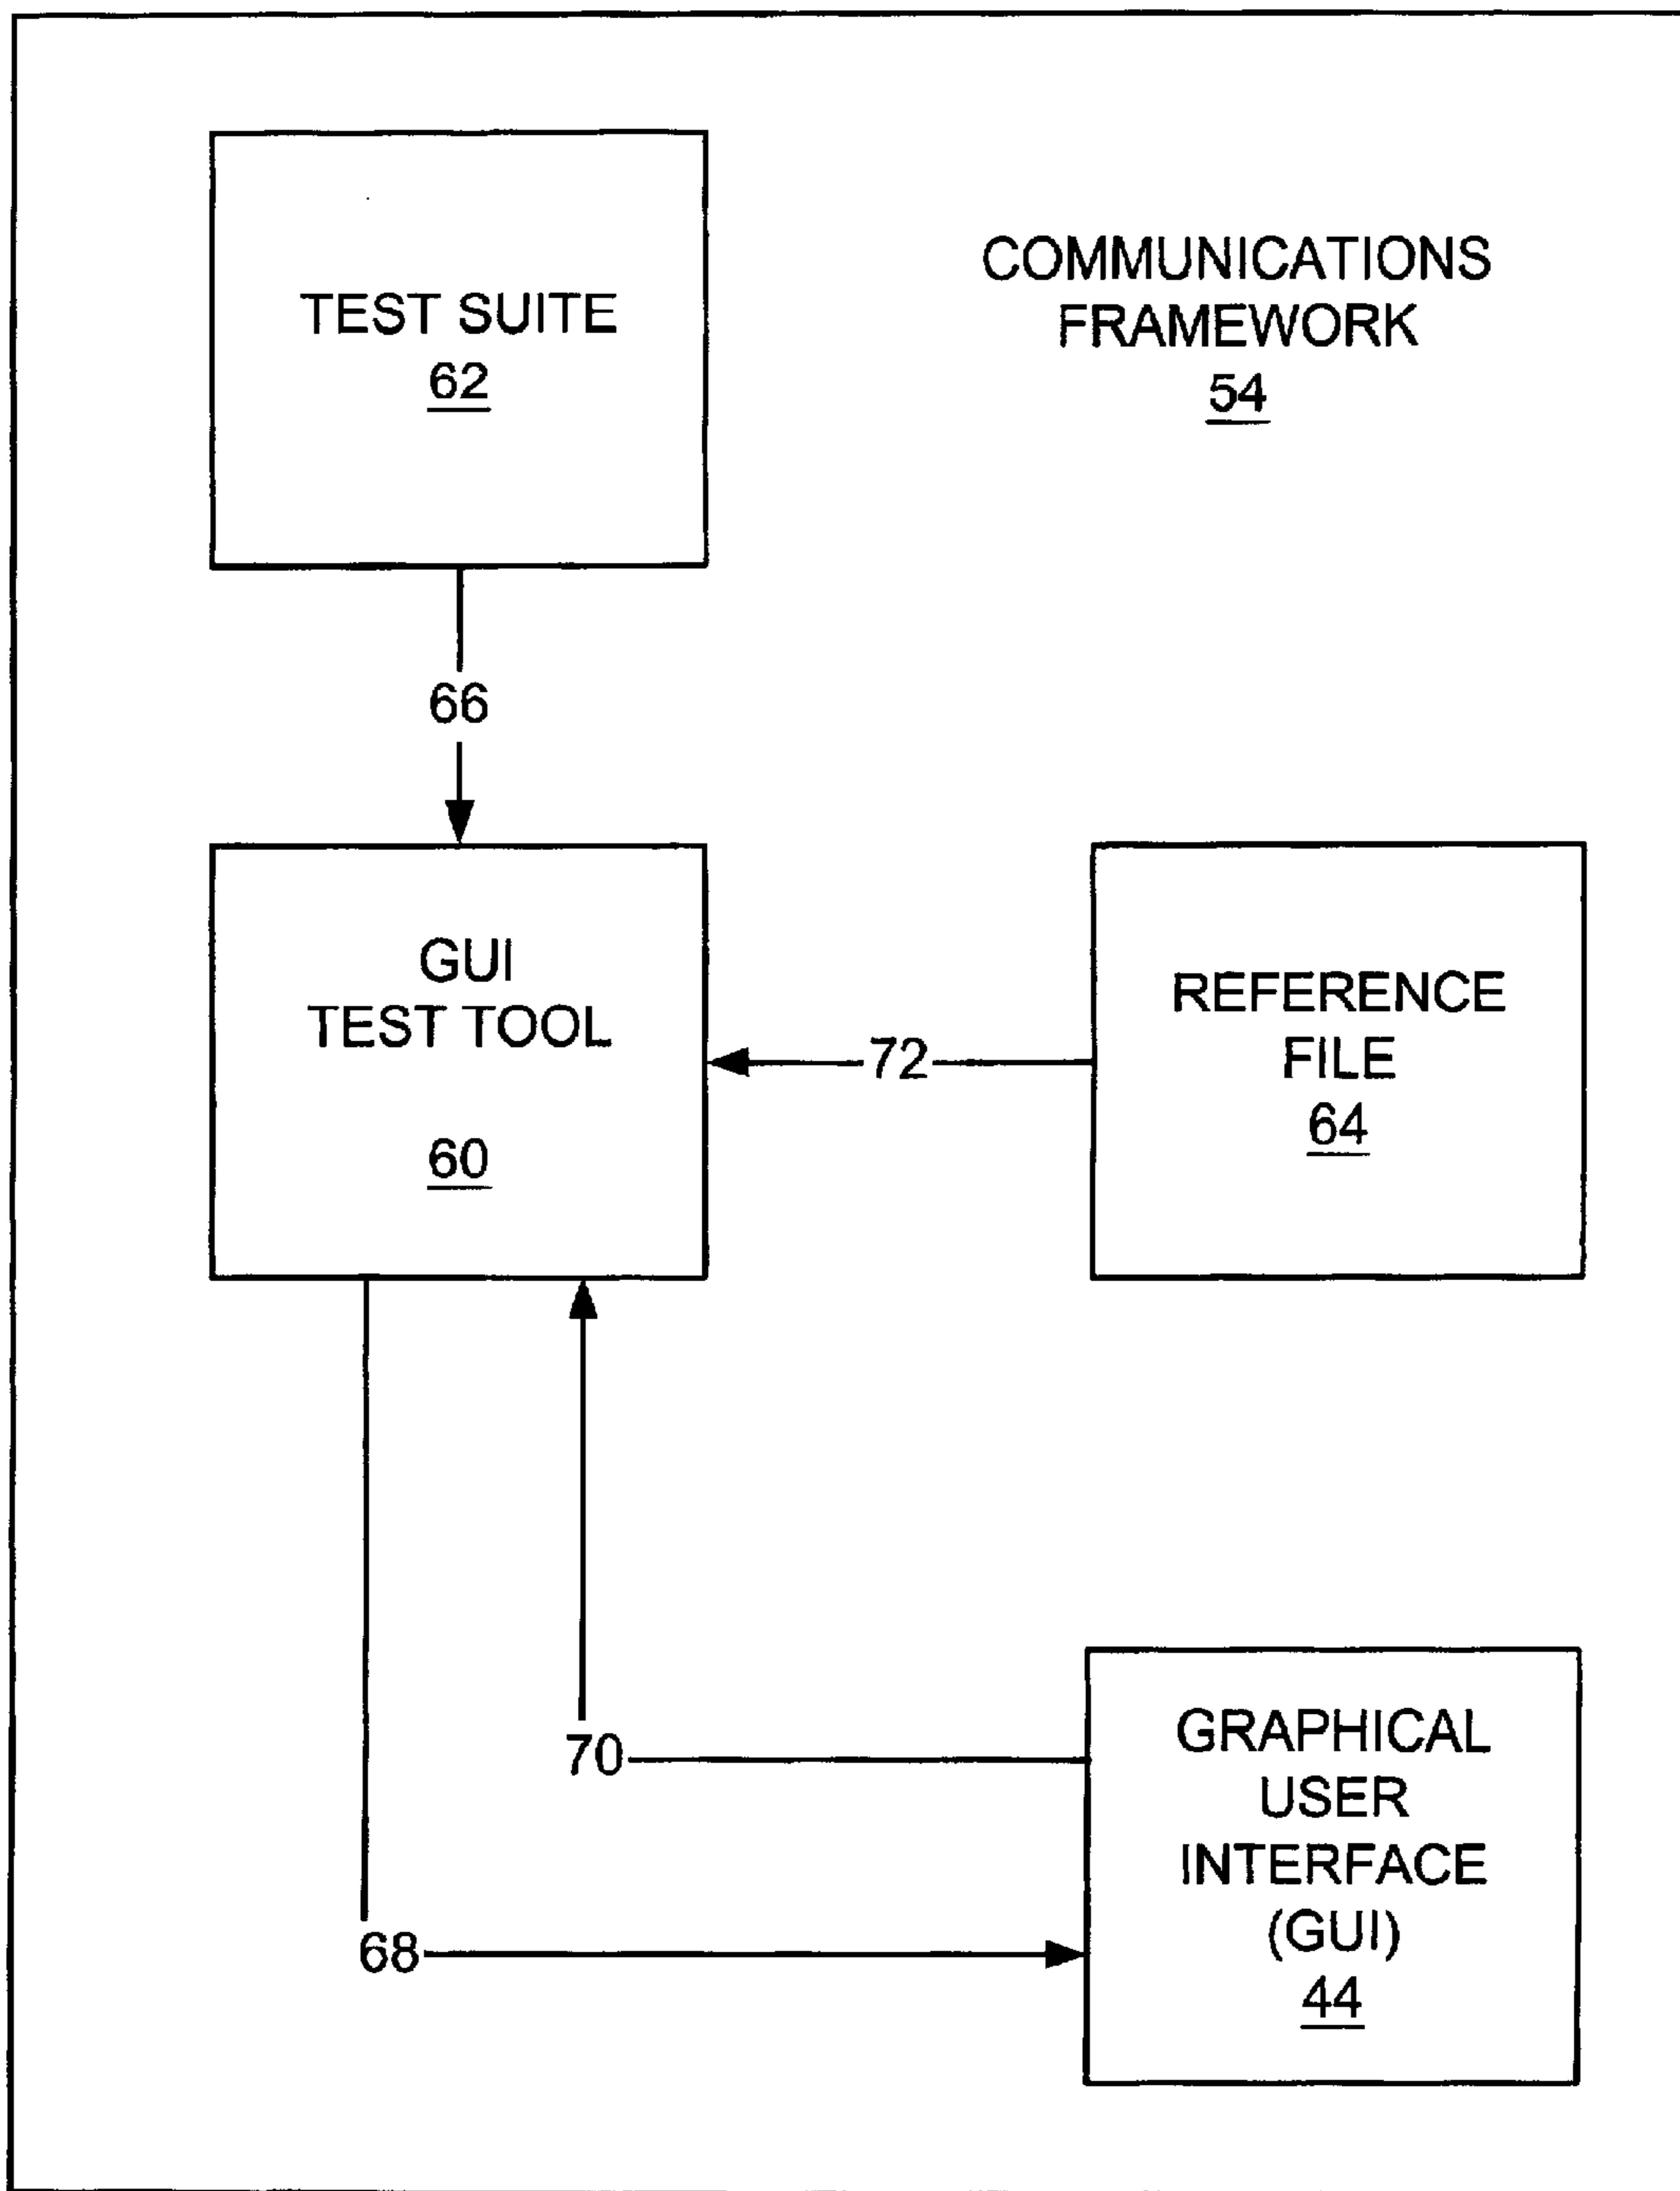 TEST SUITE
62
COMMUNICATIONS
FRAMEWORK
54
66
GUI
TEST TOOL
60
72
REFERENCE
FILE
64
70
68
GRAPHICAL
USER
INTERFACE
(GUI)
44